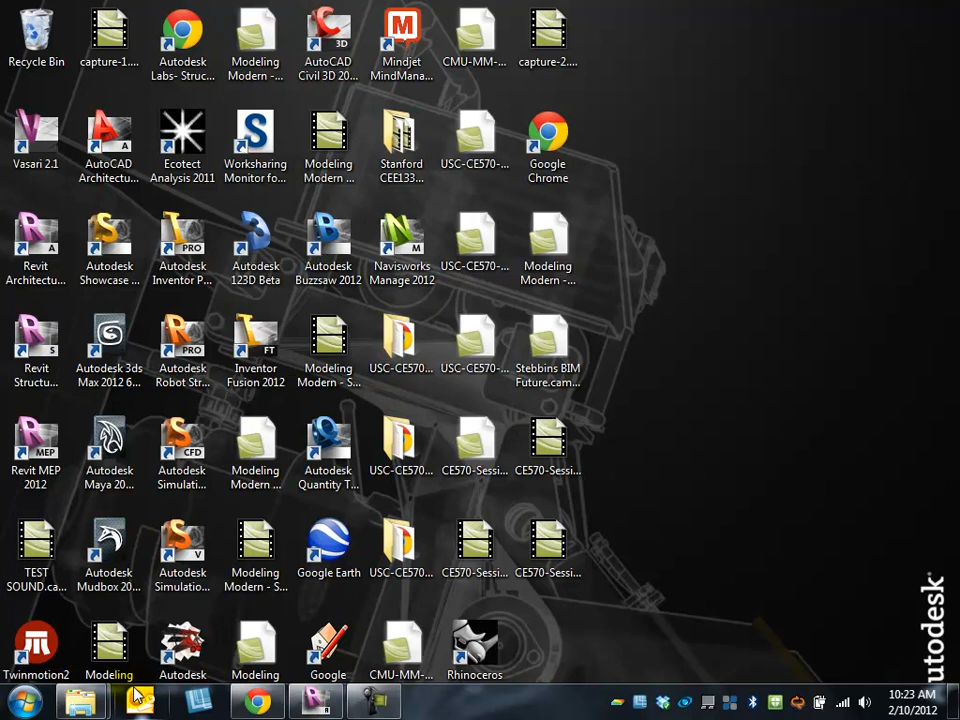 Recycle Bin
capture-1....
Autodesk
Labs- Struc...
Modeling
Modern -...
3D
AutoCAD
Civil 3D 20...
M
Mindjet
MindMana...
CMU-MM-...
capture-2....
Vasari 2.1
A
AutoCAD
Architectu...
Ecotect
Analysis 2011
S
Worksharing
Monitor fo...
Modeling
Modern ...
Stanford
CEE133...
USC-CE570-...
Google
Chrome
A
Revit
Architectu...
Autodesk
Showcase ...
PRO
Autodesk
Inventor P...
Autodesk
123D Beta
Autodesk
Buzzsaw 2012
M
Navisworks
Manage 2012
USC-CE570-...
Modeling
Modern -...
S
Revit
Structu...
Autodesk 3ds
Max 2012 6...
PRO
Autodesk
Robot Str...
FT
Inventor
Fusion 2012
Modeling
Modern - S...
USC-CE570...
USC-CE570-...
Stebbins BIM
Future.cam...
MEP
Revit MEP
2012
Autodesk
Maya 20...
CFD
Autodesk
Simulati...
Modeling
Modern ...
Autodesk
Quantity T...
USC-CE570...
CE570-Sessi...
CE570-Sessi...
TEST
SOUND.ca...
Autodesk
Mudbox 20...
V
Autodesk
Simulatio...
Modeling
Modern - S...
Google Earth
USC-CE570...
CE570-Sessi...
CE570-Sessi...
Twinmotion2
Modeling
Autodesk
Modeling
Google
CMU-MM-...
Rhinoceros
utodesk®
10:23 AM
2/10/2012